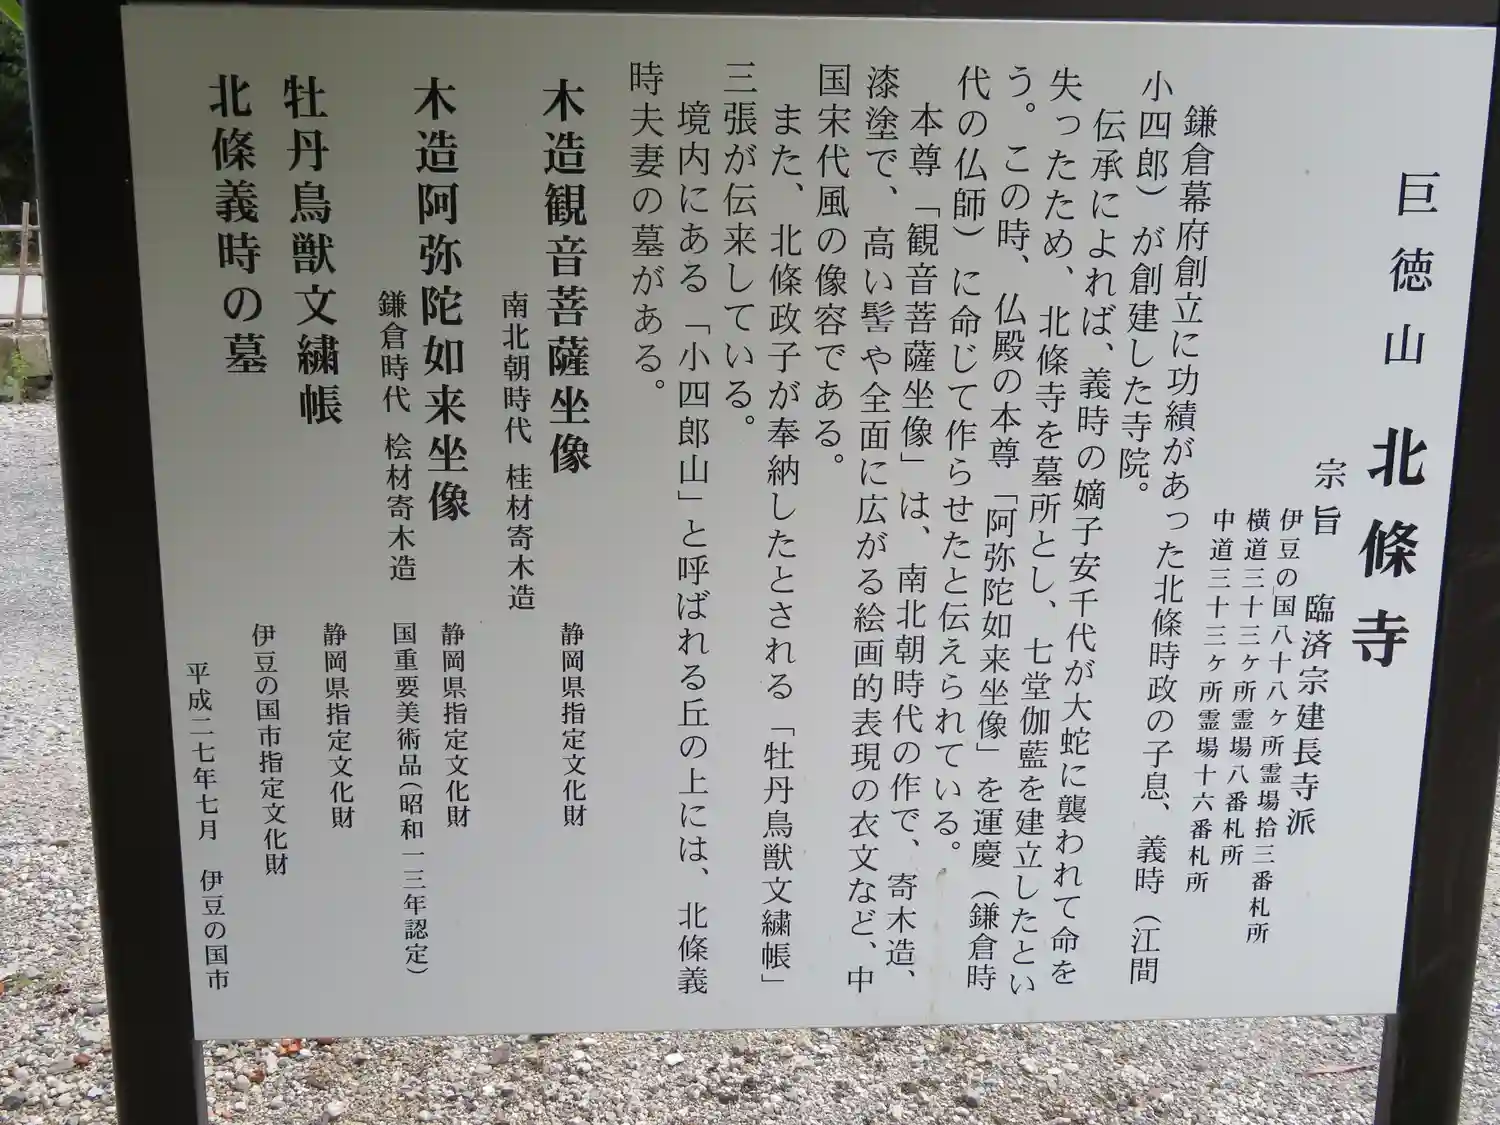 巨徳山 北條寺
宗旨 臨済宗建長寺派
伊豆の国八十八ヶ所霊場拾三番札所
横道三十三ヶ所霊場八番札所
中道三十三ヶ所霊場十六番札所
鎌倉幕府創立に功績があった北條時政の子息、義時（江間
小四郎）が創建した寺院。
伝承によれば、義時の嫡子安千代が大蛇に襲われて命を
失ったため、北條寺を墓所とし、七堂伽藍を建立したとい
う。この時、仏殿の本尊「阿弥陀如来坐像」を運慶（鎌倉時
代の仏師）に命じて作らせたと伝えられている。
本尊「観音菩薩坐像」は、南北朝時代の作で、寄木造、
漆塗で、高い髻や全面に広がる絵画的表現の衣文など、中
国宋代風の像容である。
また、北條政子が奉納したとされる「牡丹鳥獣文繍帳」
三張が伝来している。
境内にある「小四郎山」と呼ばれる丘の上には、北條義
時夫妻の墓がある。
木造観音菩薩坐像 静岡県指定文化財
南北朝時代 桂材寄木造
木造阿弥陀如来坐像 静岡県指定文化財
鎌倉時代 桧材寄木造 国重要美術品（昭和一三年認定）
牡丹鳥獣文繍帳 静岡県指定文化財
北條義時の墓 伊豆の国市指定文化財
平成二七年七月 伊豆の国市